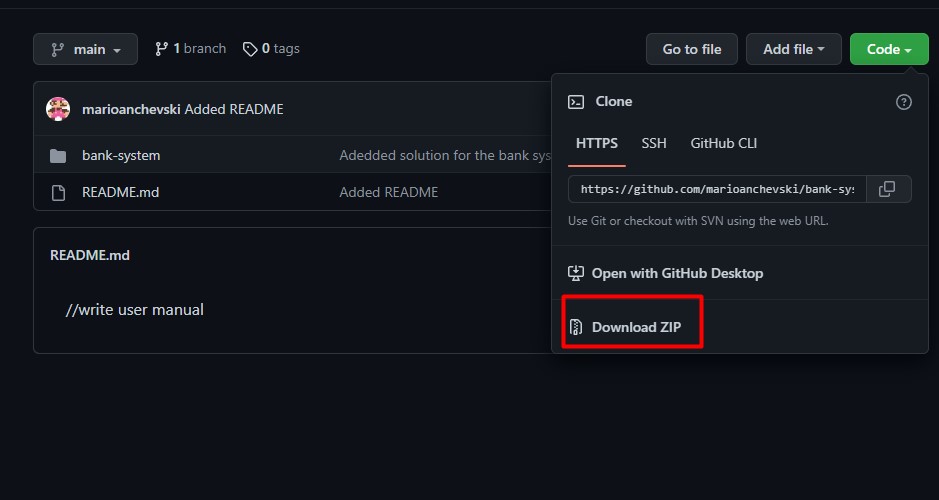 main
1 branch
0 tags
Go to file
Add file
Code
marioanchevski Added README
bank-system
Adedded solution for the bank sys
README.md
Added README
README.md
//write user manual
Clone
HTTPS
SSH
GitHub CLI
https://github.com/marioanchevski/bank-sys
Use Git or checkout with SVN using the web URL.
Open with GitHub Desktop
Download ZIP